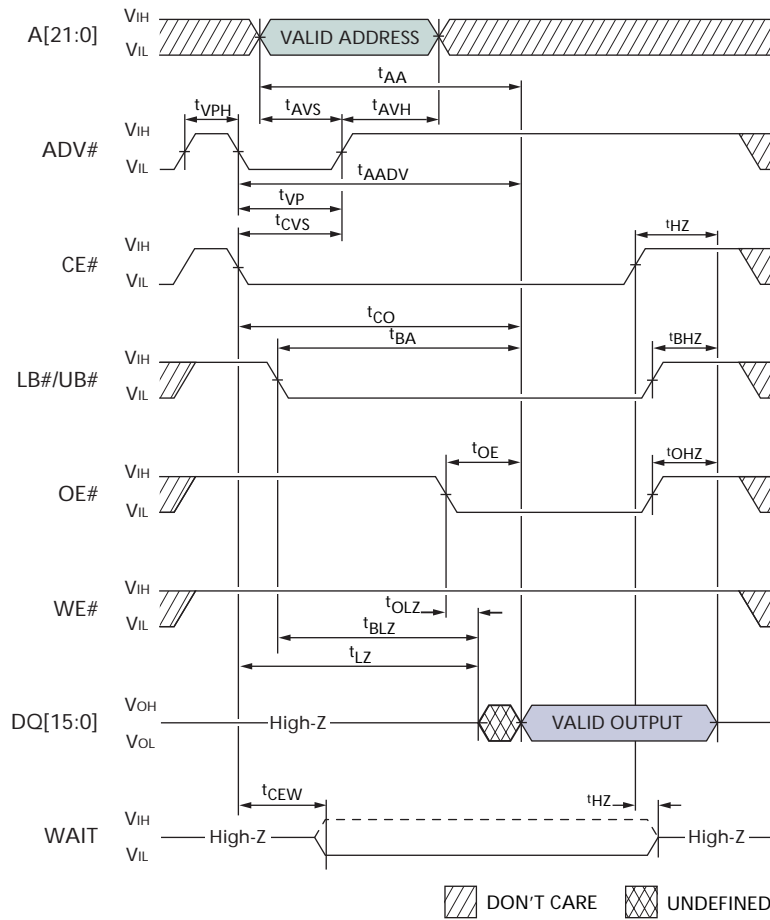 A[21:0] VIH VIL VALID ADDRESS
tAA
tVPH tAVS tAVH
ADV# VIH VIL
tAADV
tVP
tCVS
CE# VIH VIL tHZ
tCO
tBA tBHZ
LB#/UB# VIH VIL
tOE tOHZ
OE# VIH VIL
WE# VIH VIL
tOLZ
tBLZ
tLZ
DQ[15:0] VOH VOL High-Z VALID OUTPUT
tCEW tHZ
WAIT VIH VIL High-Z High-Z
DON'T CARE UNDEFINED